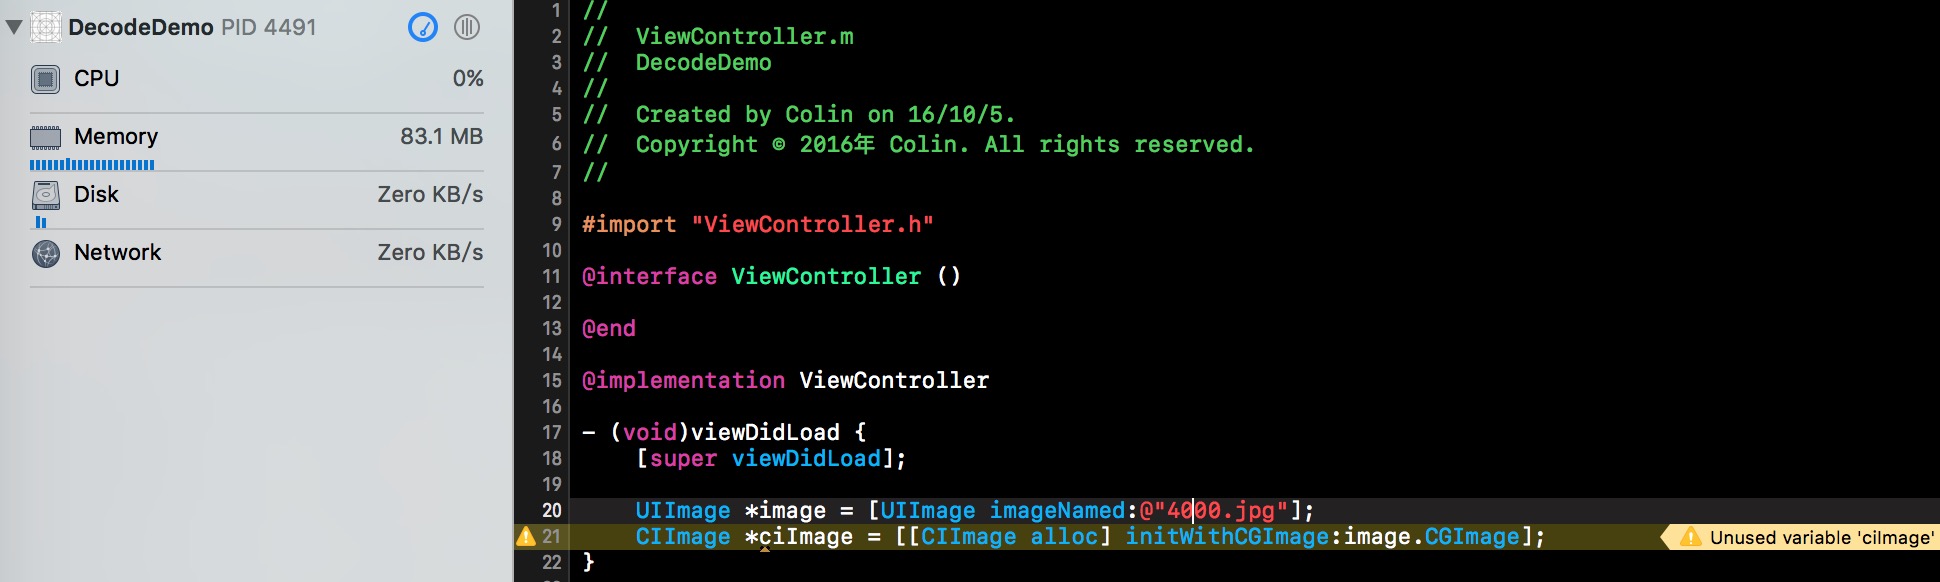 DecodeDemo PID 4491
CPU 0%
Memory 83.1 MB
Disk Zero KB/s
Network Zero KB/s
1 //
2 //  ViewController.m
3 //  DecodeDemo
4 //
5 //  Created by Colin on 16/10/5.
6 //  Copyright © 2016年 Colin. All rights reserved.
7 //
8
9 #import "ViewController.h"
10
11 @interface ViewController ()
12
13 @end
14
15 @implementation ViewController
16
17 - (void)viewDidLoad {
18     [super viewDidLoad];
19
20     UIImage *image = [UIImage imageNamed:@"4000.jpg"];
21     CIImage *ciImage = [[CIImage alloc] initWithCGImage:image.CGImage]; Unused variable 'ciImage'
22 }